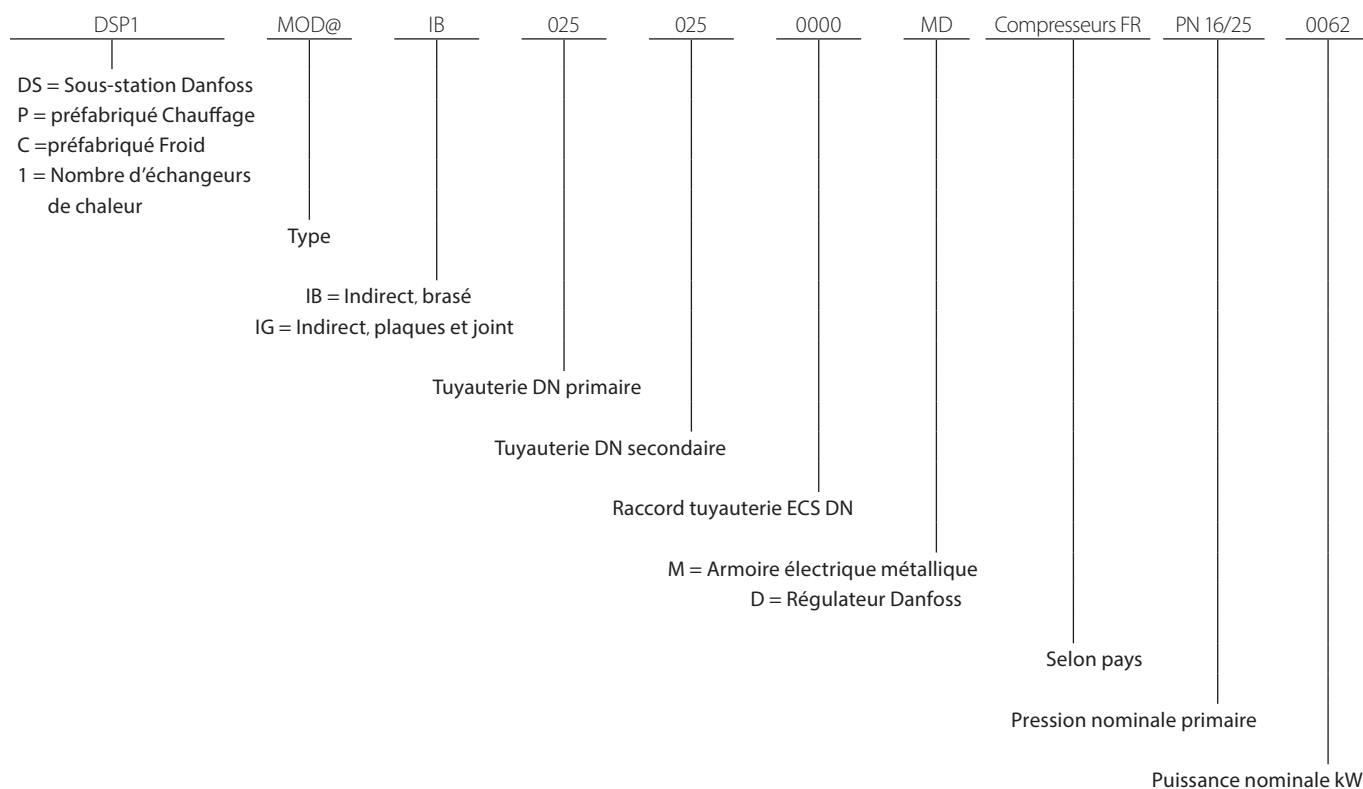 DSP1 MOD@ IB 025 025 0000 MD Compresseurs FR PN 16/25 0062
DS = Sous-station Danfoss
P = préfabriqué Chauffage
C =préfabriqué Froid
1 = Nombre d'échangeurs
de chaleur
Type
IB = Indirect, brasé
IG = Indirect, plaques et joint
Tuyauterie DN primaire
Tuyauterie DN secondaire
Raccord tuyauterie ECS DN
M = Armoire électrique métallique
D = Régulateur Danfoss
Selon pays
Pression nominale primaire
Puissance nominale kW